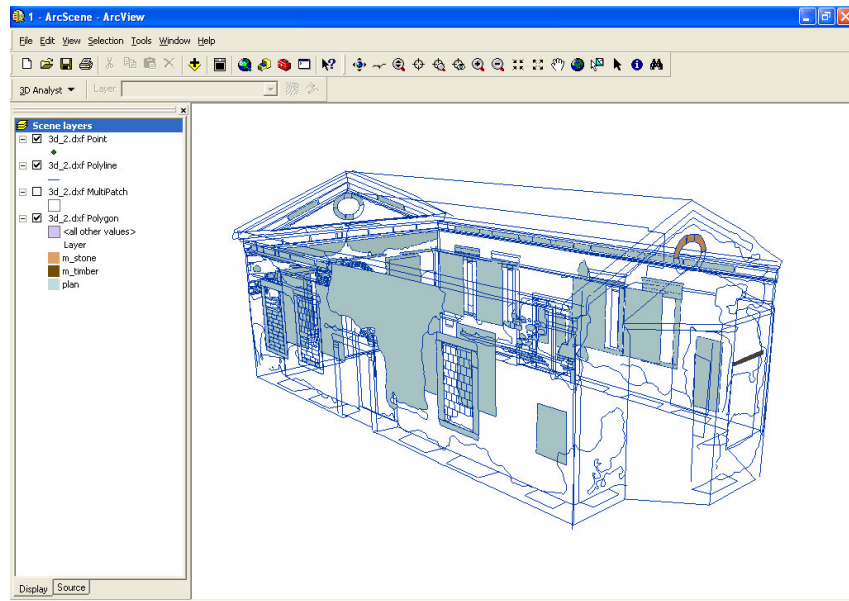 1 - ArcScene - ArcView
File Edit View Selection Tools Window Help
3D Analyst Layer:
Scene layers
3d_2.dxf Point
3d_2.dxf Polyline
3d_2.dxf MultiPatch
3d_2.dxf Polygon
<all other values>
Layer
m_stone
m_timber
plan
Display Source